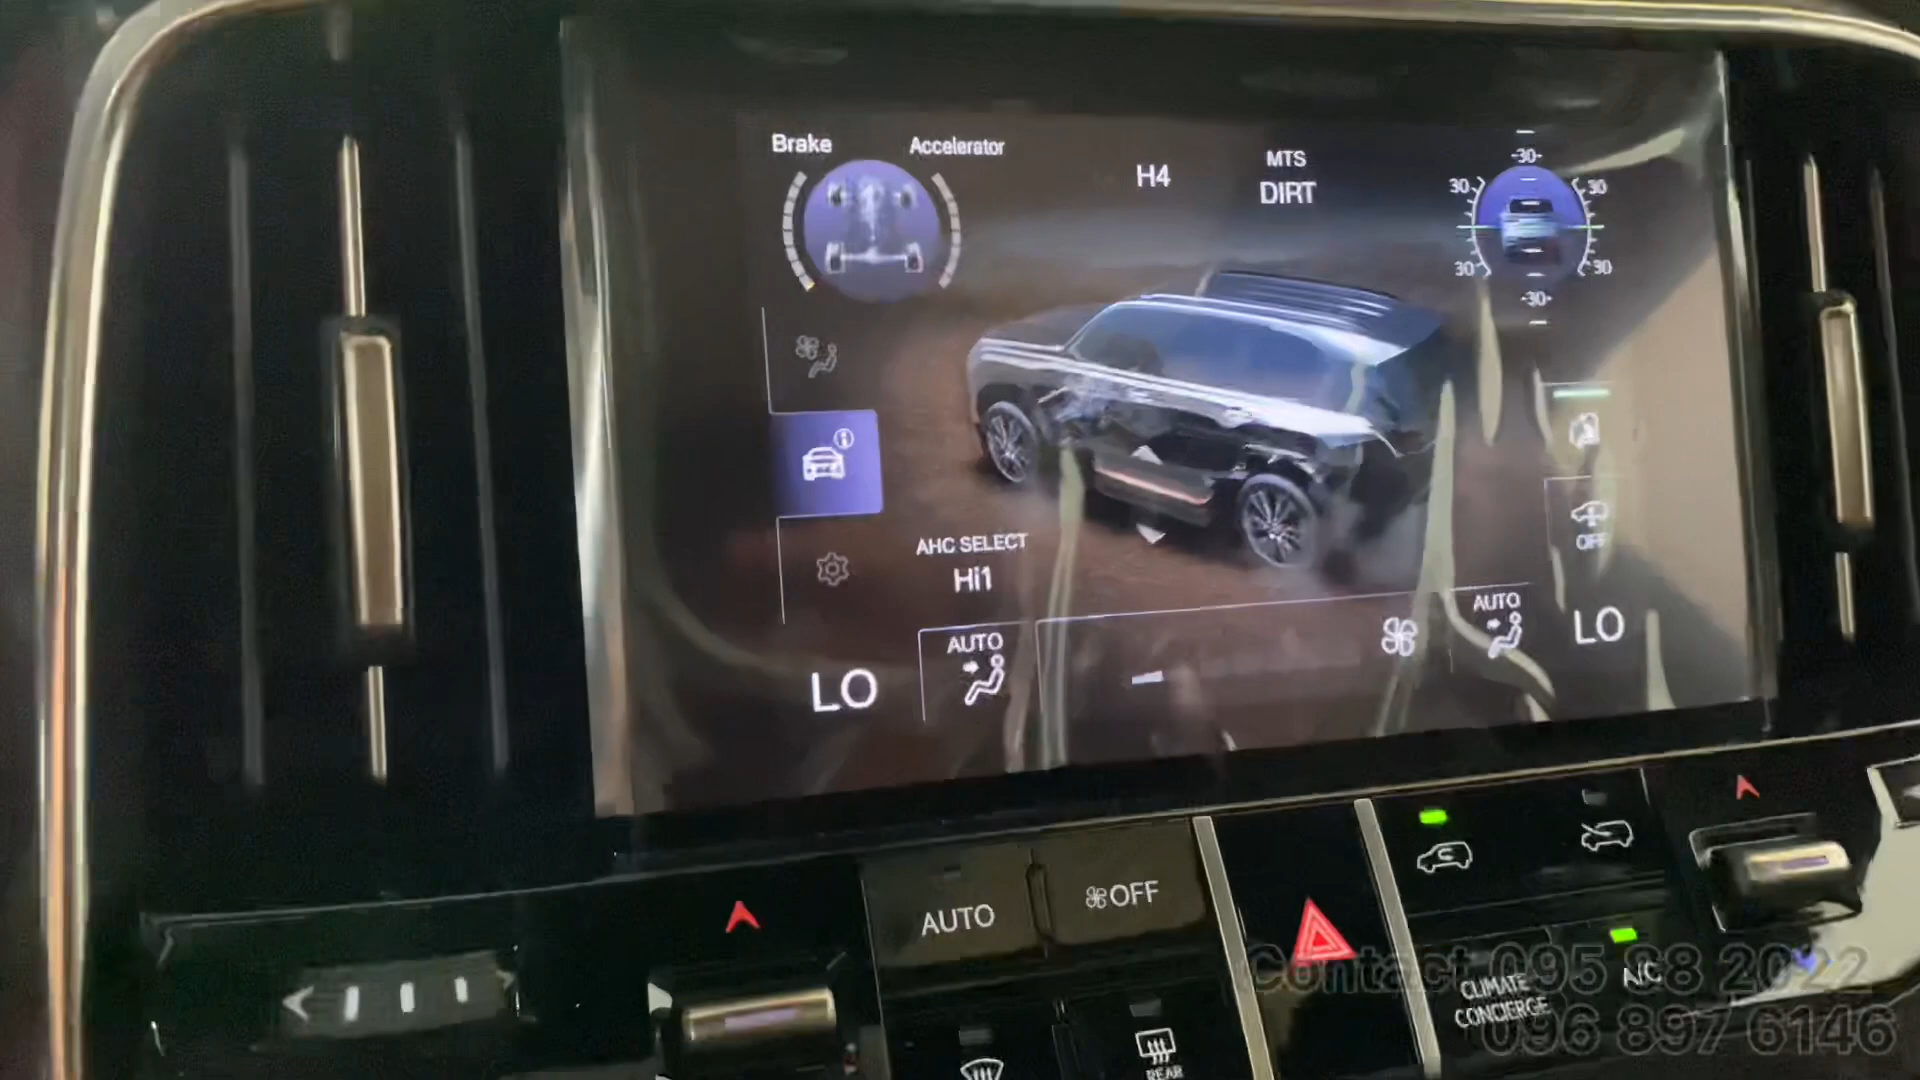 Brake
Accelerator
H4
MTS
DIRT
-30-
30
30
30
30
-30-
AHC SELECT
Hi1
OFF
AUTO
AUTO
LO
LO
AUTO
OFF
CLIMATE
CONCIERGE
A/C
REAR
Contact 095 88 2022
096 897 6146